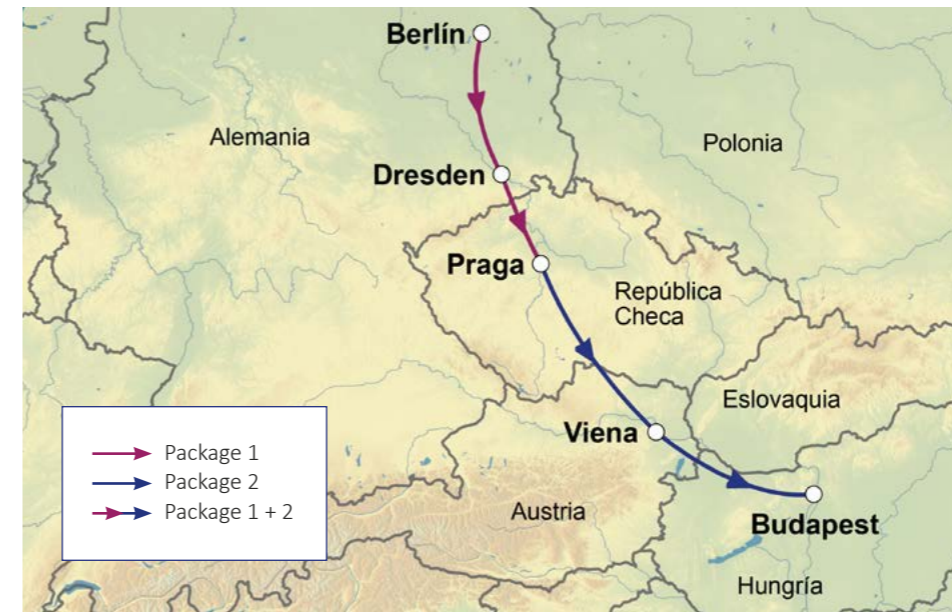 Berlín
Alemania
Polonia
Dresden
Praga
República
Checa
Eslovaquia
Viena
Package 1
Package 2
Package 1 + 2
Austria
Budapest
Hungría